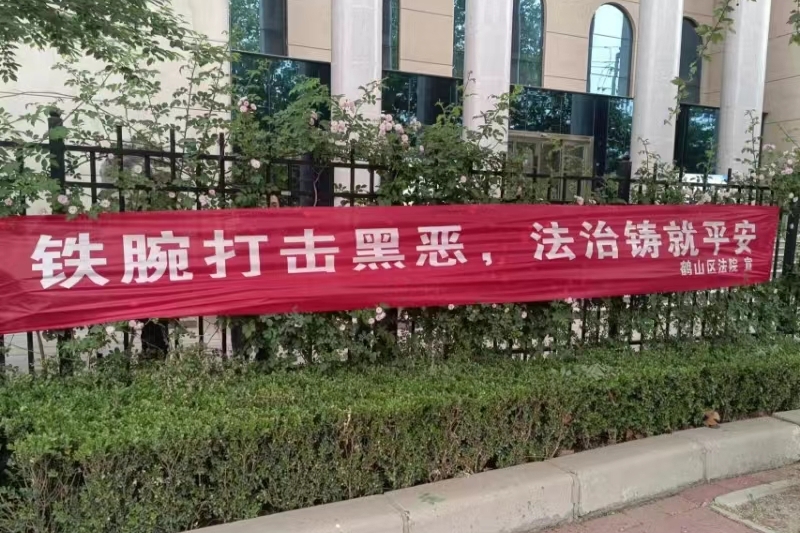 铁腕打击黑恶，法治铸就平安
鹤山区法院 宣